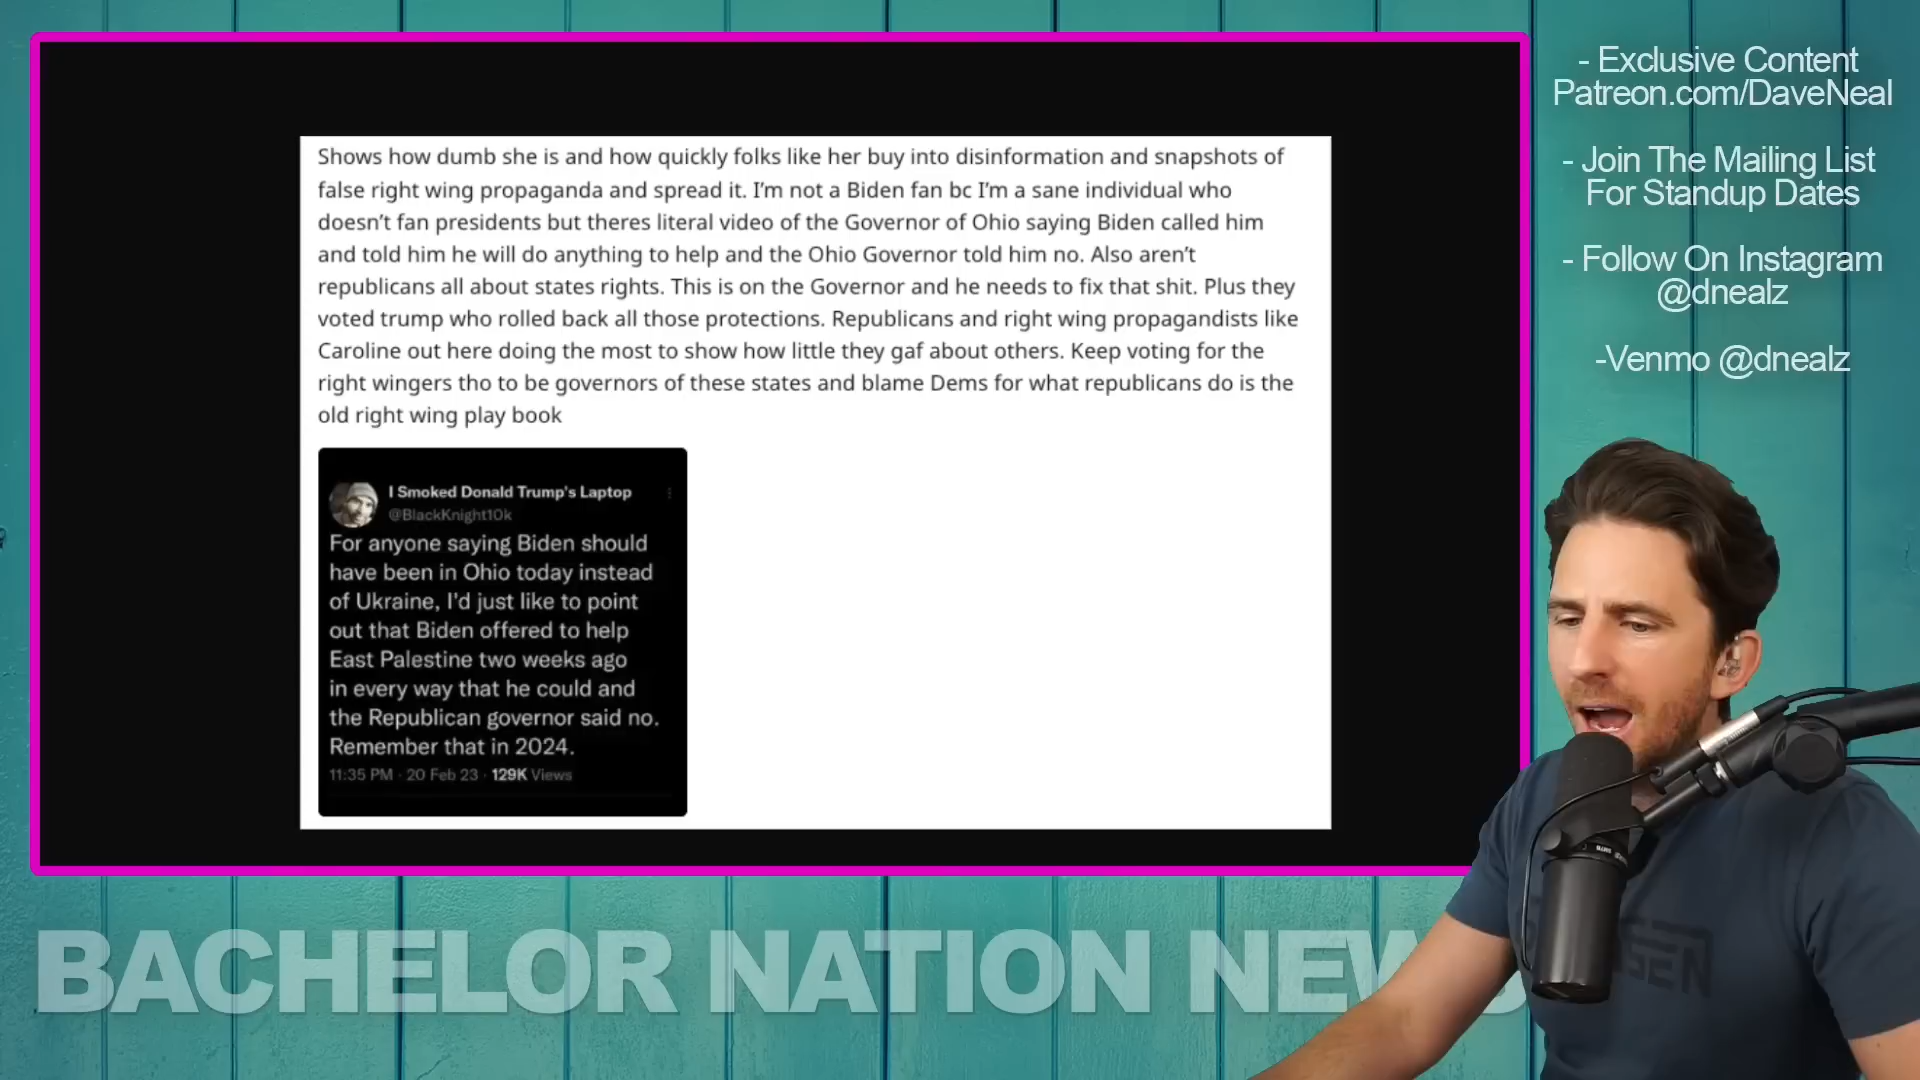 Shows how dumb she is and how quickly folks like her buy into disinformation and snapshots of
false right wing propaganda and spread it. I'm not a Biden fan bc I'm a sane individual who
doesn't fan presidents but theres literal video of the Governor of Ohio saying Biden called him
and told him he will do anything to help and the Ohio Governor told him no. Also aren't
republicans all about states rights. This is on the Governor and he needs to fix that shit. Plus they
voted trump who rolled back all those protections. Republicans and right wing propagandists like
Caroline out here doing the most to show how little they gaf about others. Keep voting for the
right wingers tho to be governors of these states and blame Dems for what republicans do is the
old right wing play book
I Smoked Donald Trump's Laptop
@BlackKnight10k
For anyone saying Biden should
have been in Ohio today instead
of Ukraine, I'd just like to point
out that Biden offered to help
East Palestine two weeks ago
in every way that he could and
the Republican governor said no.
Remember that in 2024.
11:35 PM · 20 Feb 23 · 129K Views
- Exclusive Content
Patreon.com/DaveNeal
- Join The Mailing List
For Standup Dates
- Follow On Instagram
@dnealz
-Venmo @dnealz
BACHELOR NATION NEWS